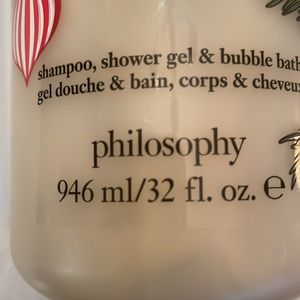 shampoo, shower gel & bubble bath
gel douche & bain, corps & cheveux
philosophy
946 ml/32 fl. oz. ℮